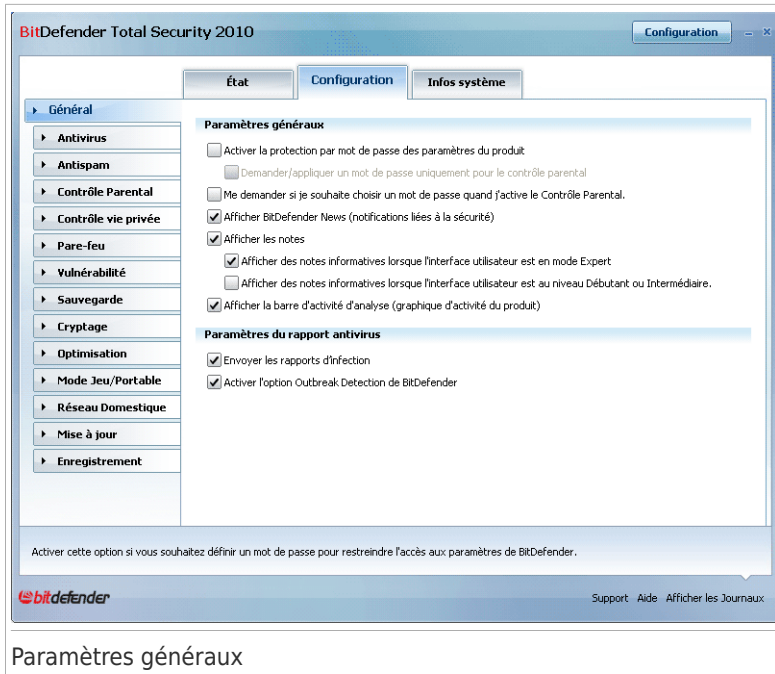 BitDefender Total Security 2010
Configuration
État
Configuration
Infos système
Général
Antivirus
Antispam
Contrôle Parental
Contrôle vie privée
Pare-feu
Vulnérabilité
Sauvegarde
Cryptage
Optimisation
Mode Jeu/Portable
Réseau Domestique
Mise à jour
Enregistrement
Paramètres généraux
Activer la protection par mot de passe des paramètres du produit
Demander/appliquer un mot de passe uniquement pour le contrôle parental
Me demander si je souhaite choisir un mot de passe quand j'active le Contrôle Parental.
Afficher BitDefender News (notifications liées à la sécurité)
Afficher les notes
Afficher des notes informatives lorsque l'interface utilisateur est en mode Expert
Afficher des notes informatives lorsque l'interface utilisateur est au niveau Débutant ou Intermédiaire.
Afficher la barre d'activité d'analyse (graphique d'activité du produit)
Paramètres du rapport antivirus
Envoyer les rapports d'infection
Activer l'option Outbreak Detection de BitDefender
Activer cette option si vous souhaitez définir un mot de passe pour restreindre l'accès aux paramètres de BitDefender.
bitdefender
Support Aide Afficher les Journaux
Paramètres généraux